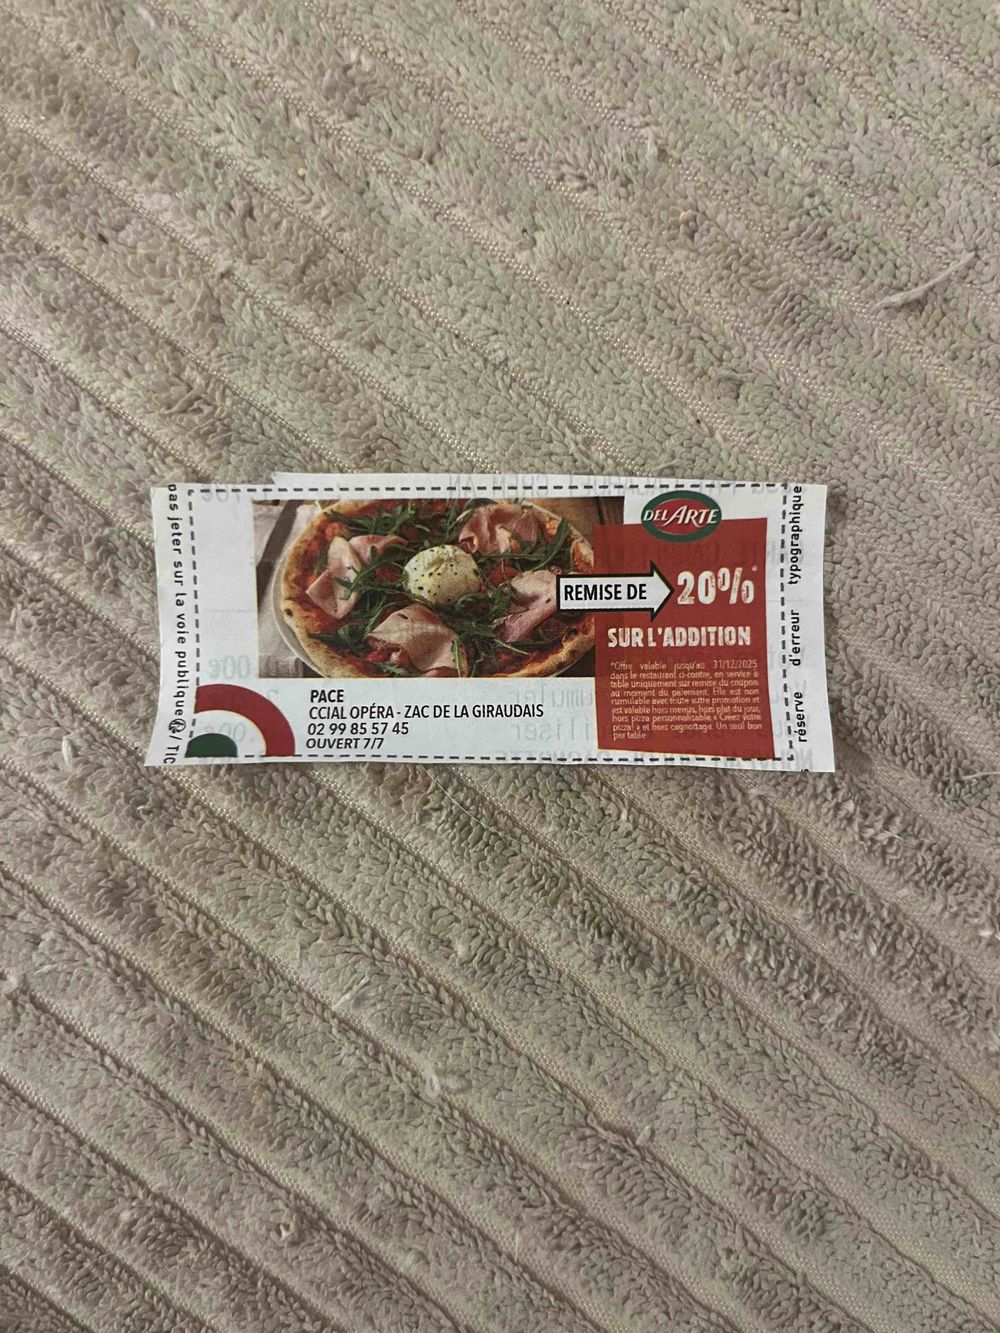 pas jeter sur la voie publique
/ TIC
DEL ARTE
REMISE DE
20%*
SUR L'ADDITION
*Offre valable jusqu'au 31/12/2025
dans le restaurant ci-contre, en service à
table uniquement sur remise du coupon
au moment du paiement. Elle est non
cumulable avec toute autre promotion et
est valable hors menus, hors plat du jour,
hors pizza personnalisable « Créez votre
pizza! » et hors cagnottage. Un seul bon
par table
PACE
CCIAL OPÉRA - ZAC DE LA GIRAUDAIS
02 99 85 57 45
OUVERT 7/7
réserve d'erreur typographique